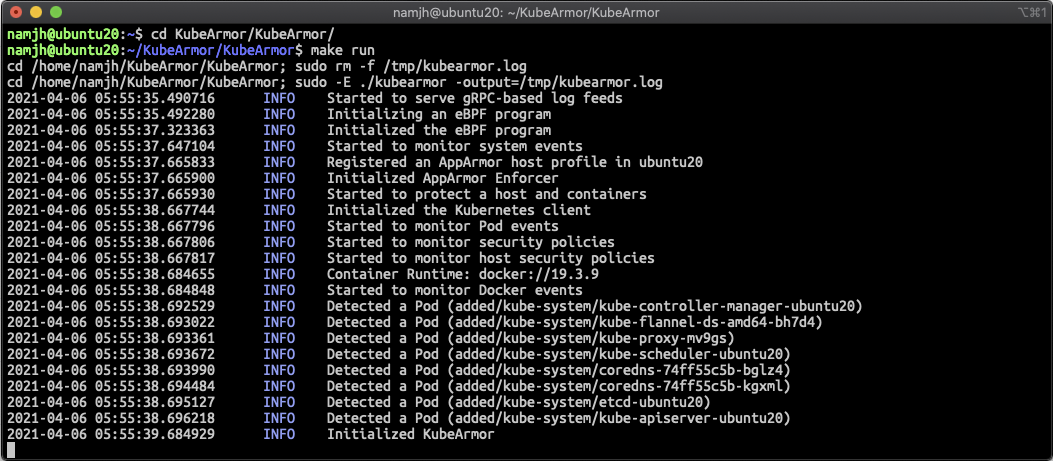 namjh@ubuntu20: ~/KubeArmor/KubeArmor ⌥⌘1
namjh@ubuntu20:~$ cd KubeArmor/KubeArmor/
namjh@ubuntu20:~/KubeArmor/KubeArmor$ make run
cd /home/namjh/KubeArmor/KubeArmor; sudo rm -f /tmp/kubearmor.log
cd /home/namjh/KubeArmor/KubeArmor; sudo -E ./kubearmor -output=/tmp/kubearmor.log
2021-04-06 05:55:35.490716 INFO Started to serve gRPC-based log feeds
2021-04-06 05:55:35.492280 INFO Initializing an eBPF program
2021-04-06 05:55:37.323363 INFO Initialized the eBPF program
2021-04-06 05:55:37.647104 INFO Started to monitor system events
2021-04-06 05:55:37.665833 INFO Registered an AppArmor host profile in ubuntu20
2021-04-06 05:55:37.665900 INFO Initialized AppArmor Enforcer
2021-04-06 05:55:37.665930 INFO Started to protect a host and containers
2021-04-06 05:55:38.667744 INFO Initialized the Kubernetes client
2021-04-06 05:55:38.667796 INFO Started to monitor Pod events
2021-04-06 05:55:38.667806 INFO Started to monitor security policies
2021-04-06 05:55:38.667817 INFO Started to monitor host security policies
2021-04-06 05:55:38.684655 INFO Container Runtime: docker://19.3.9
2021-04-06 05:55:38.684848 INFO Started to monitor Docker events
2021-04-06 05:55:38.692529 INFO Detected a Pod (added/kube-system/kube-controller-manager-ubuntu20)
2021-04-06 05:55:38.693022 INFO Detected a Pod (added/kube-system/kube-flannel-ds-amd64-bh7d4)
2021-04-06 05:55:38.693361 INFO Detected a Pod (added/kube-system/kube-proxy-mv9gs)
2021-04-06 05:55:38.693672 INFO Detected a Pod (added/kube-system/kube-scheduler-ubuntu20)
2021-04-06 05:55:38.693990 INFO Detected a Pod (added/kube-system/coredns-74ff55c5b-bglz4)
2021-04-06 05:55:38.694484 INFO Detected a Pod (added/kube-system/coredns-74ff55c5b-kgxml)
2021-04-06 05:55:38.695127 INFO Detected a Pod (added/kube-system/etcd-ubuntu20)
2021-04-06 05:55:38.696218 INFO Detected a Pod (added/kube-system/kube-apiserver-ubuntu20)
2021-04-06 05:55:39.684929 INFO Initialized KubeArmor